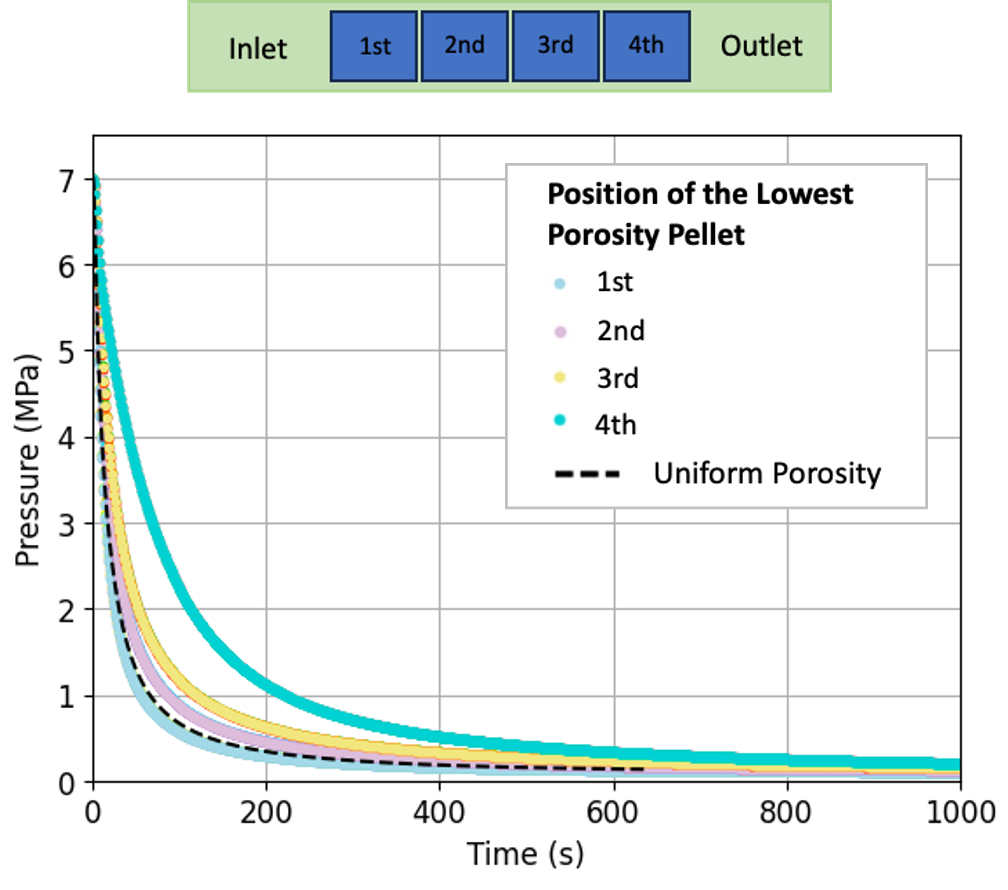 Inlet 1st 2nd 3rd 4th Outlet
Position of the Lowest
Porosity Pellet
1st
2nd
3rd
4th
Uniform Porosity
7
6
5
4
3
2
1
0
Pressure (MPa)
0 200 400 600 800 1000
Time (s)